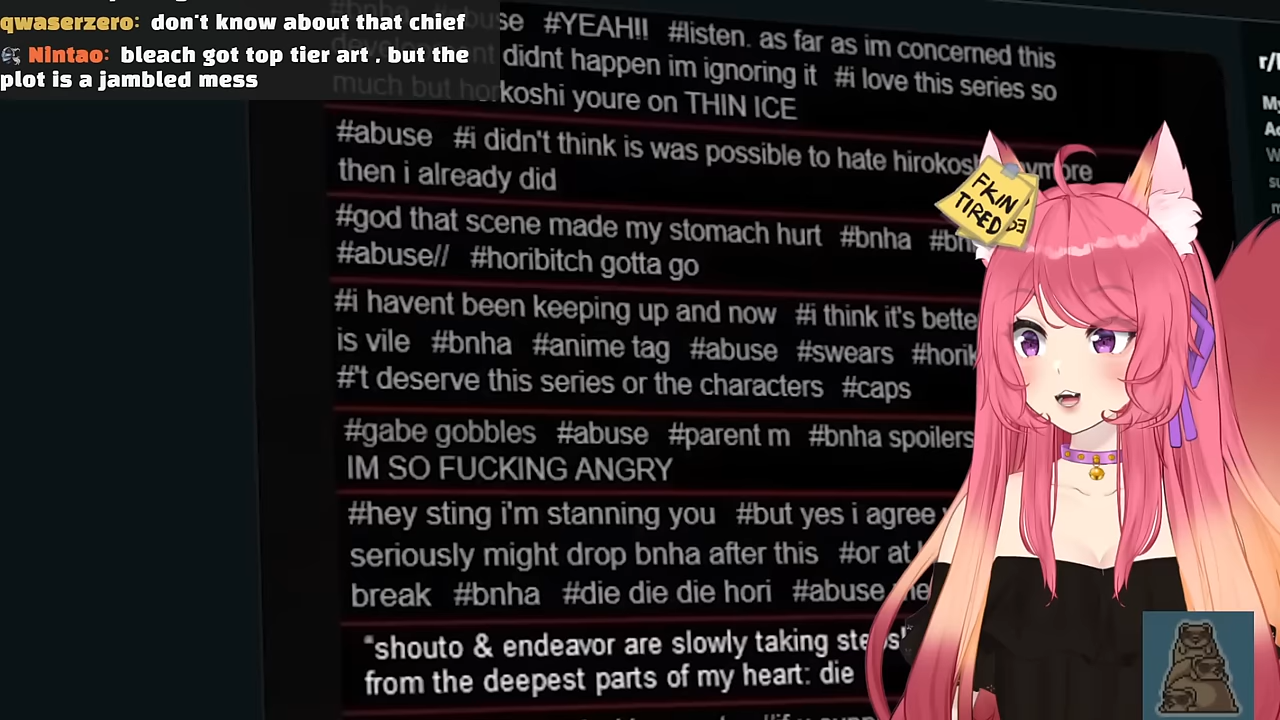 qwaserzero: don't know about that chief
Nintao: bleach got top tier art . but the
plot is a jambled mess
#YEAH!! #listen. as far as im concerned this
didnt happen im ignoring it #i love this series so
much but horikoshi youre on THIN ICE
#abuse #i didn't think is was possible to hate
then i already did
#god that scene made my stomach hurt #bnha
#abuse// #horibitch gotta go
#i havent been keeping up and now #i think it's
is vile #bnha #anime tag #abuse #swears
#'t deserve this series or the characters #caps
#gabe gobbles #abuse #parent m #bnha spoilers
IM SO FUCKING ANGRY
#hey sting i'm stanning you #but yes i agree
seriously might drop bnha after this #or at
break #bnha #die die die hori #abuse
*shouto & endeavor are slowly taking
from the deepest parts of my heart: die
FKIN
TIRED
r/